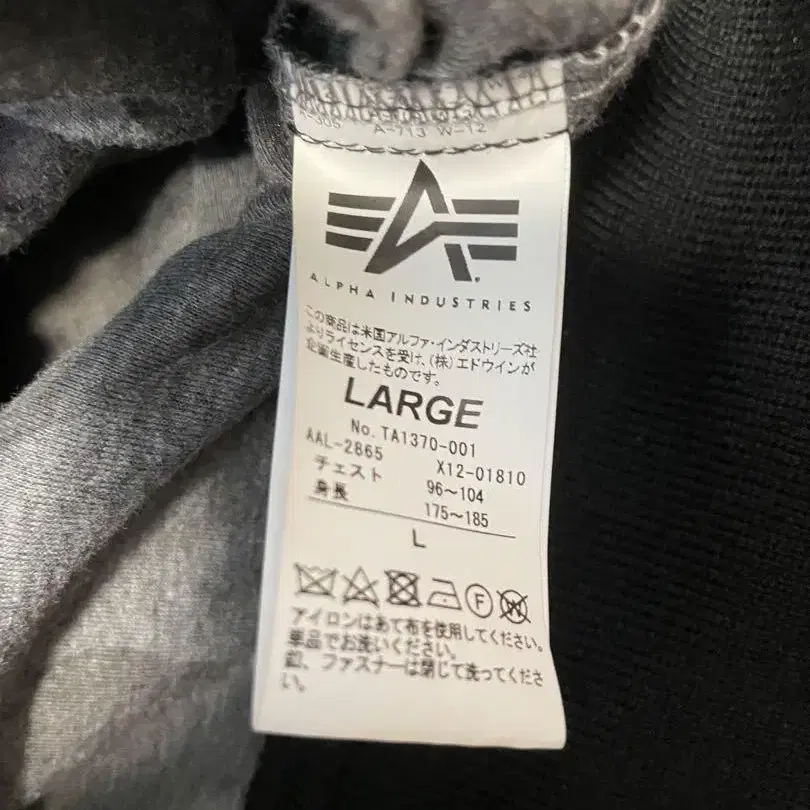 A-713 W-12
ALPHA INDUSTRIES
この商品は米国アルファ・インダストリーズ社
よりライセンスを受け、(株)エドウインが
企画生産したものです。
LARGE
No. TA1370-001
AAL-2865 X12-01810
チェスト 96～104
身長 175～185
L
F W
アイロンはあて布を使用してください。
単品でお洗いください。
釦、ファスナーは閉じて洗ってくださ
い。